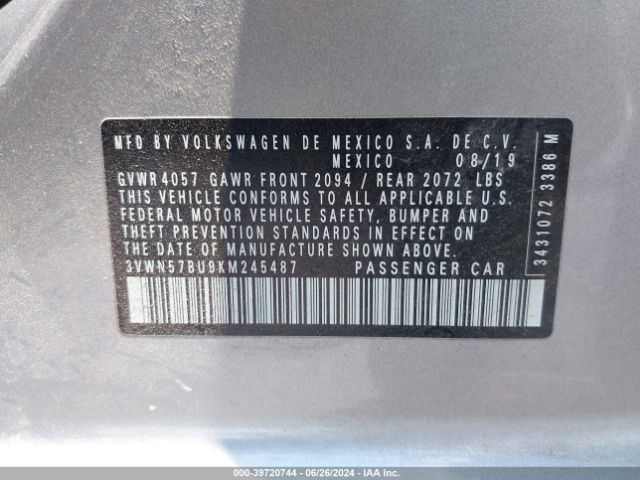 MFD BY VOLKSWAGEN DE MEXICO S.A. DE C.V.
MEXICO 08/19
GVWR 4057 GAWR FRONT 2094 / REAR 2072 LBS
THIS VEHICLE CONFORMS TO ALL APPLICABLE
FEDERAL MOTOR VEHICLE SAFETY, BUMPER AND
THEFT PREVENTION STANDARDS IN EFFECT ON
THE DATE OF MANUFACTURE SHOWN ABOVE.
3VWN57BU9KM245487 PASSENGER CAR
3431072 3386 M
000-39720744 - 06/26/2024 - IAA Inc.